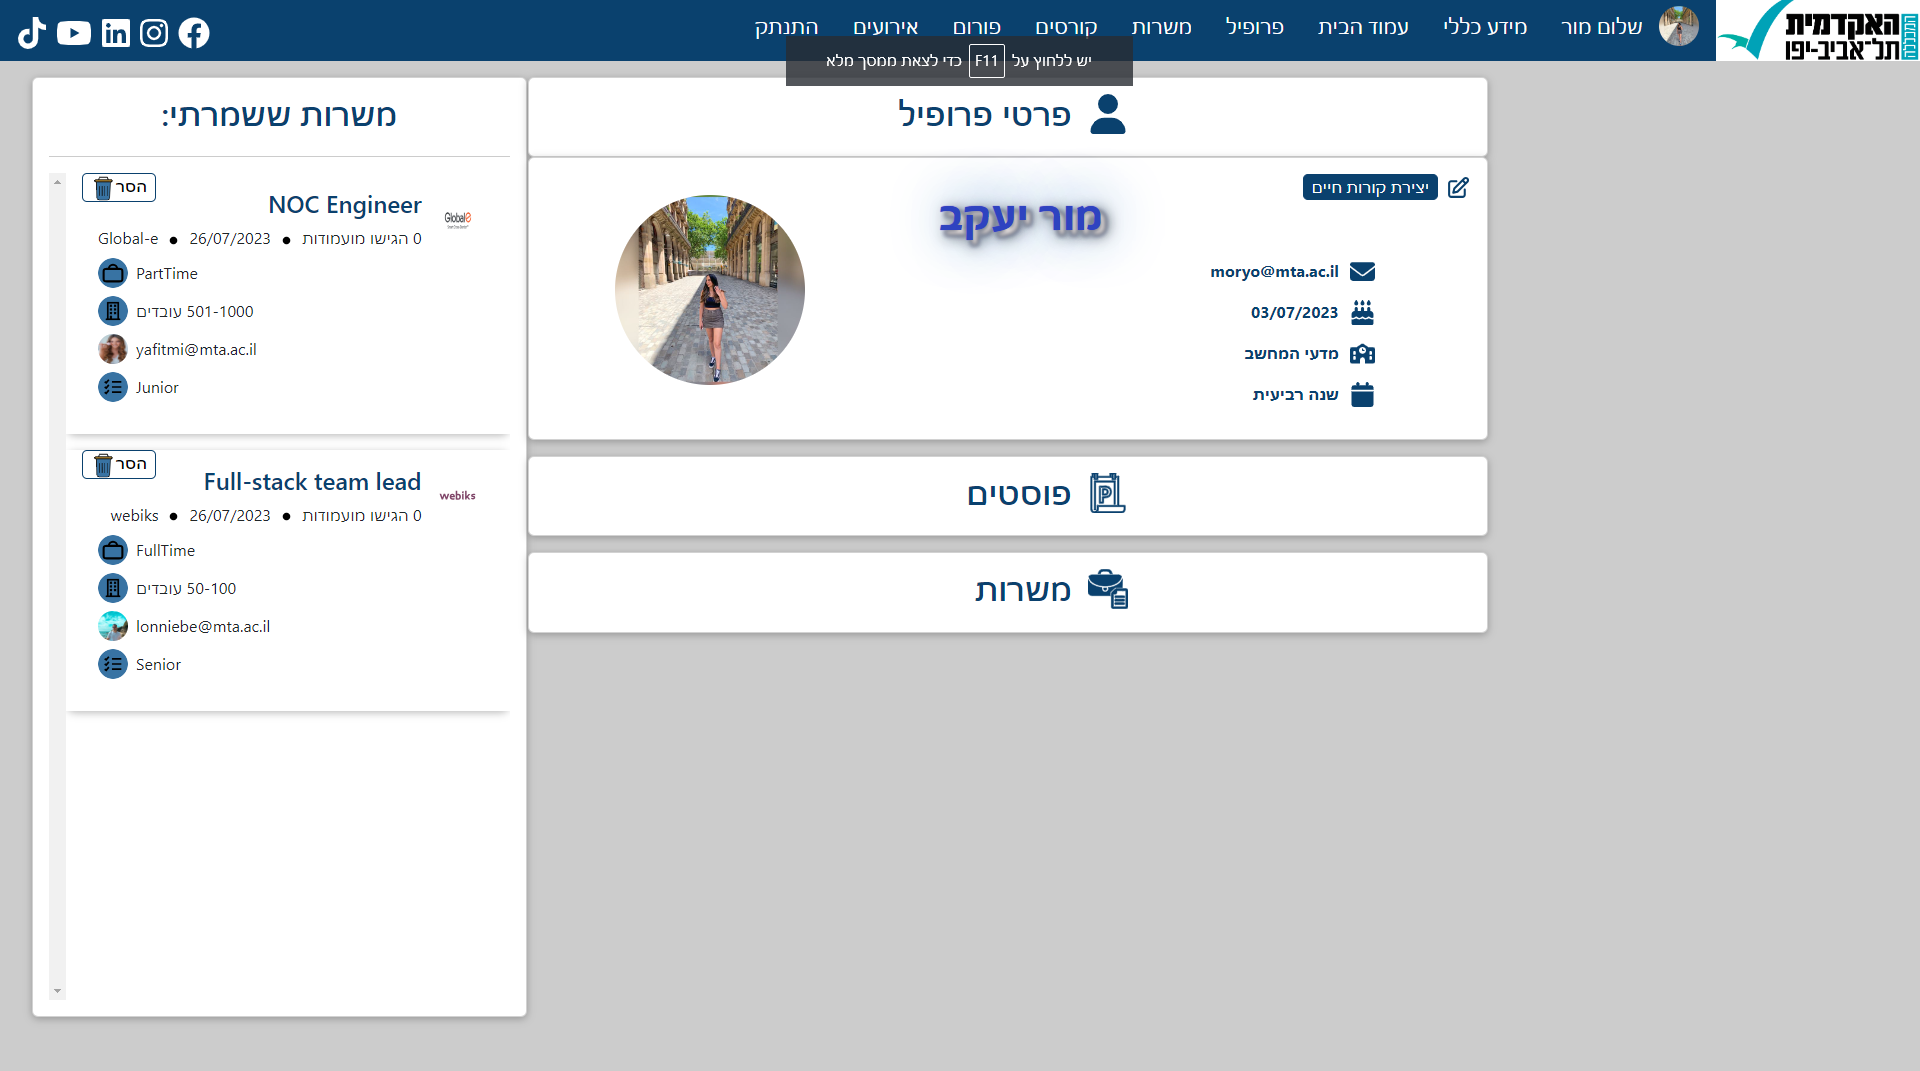 האקדמית
תל-אביב-יפו
שלום מור
מידע כללי
עמוד הבית
פרופיל
משרות
קורסים
פורום
אירועים
התנתק
יש ללחוץ על F11 כדי לצאת ממסך מלא
פרטי פרופיל
יצירת קורות חיים
מור יעקב
moryo@mta.ac.il
03/07/2023
מדעי המחשב
שנה רביעית
פוסטים
משרות
משרות ששמרתי:
הסר
NOC Engineer
Global-e
0 הגישו מועמודות ● 26/07/2023 ● Global-e
PartTime
501-1000 עובדים
yafitmi@mta.ac.il
Junior
הסר
Full-stack team lead
webiks
0 הגישו מועמודות ● 26/07/2023 ● webiks
FullTime
50-100 עובדים
lonniebe@mta.ac.il
Senior